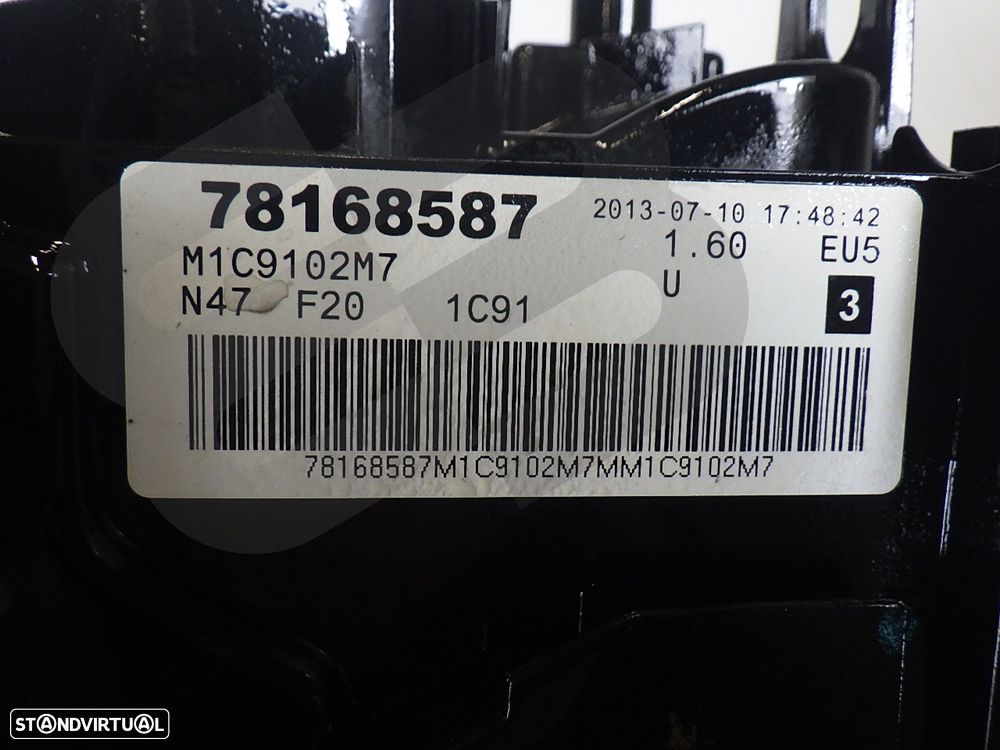 78168587 2013-07-10 17:48:42
M1C9102M7 1.60 EU5
N47 F20 1C91 U 3
78168587M1C9102M7MM1C9102M7
STANDVIRTUAL